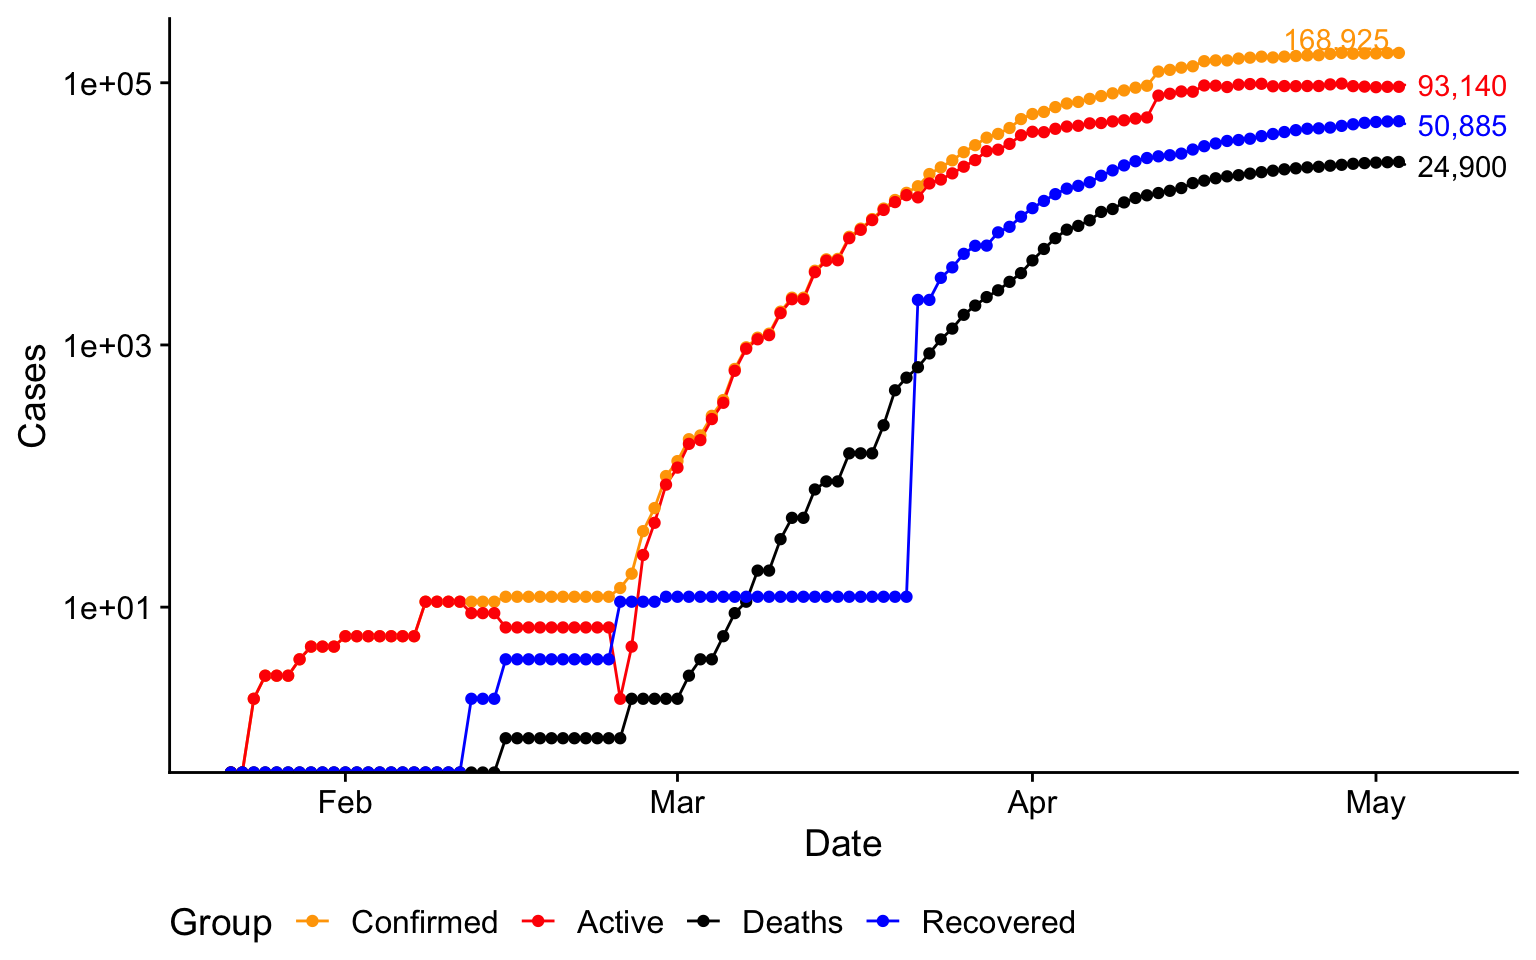 168,925
1e+05
93,140
50,885
24,900
1e+03
Cases
1e+01
Feb Mar Apr May
Date
Group Confirmed Active Deaths Recovered